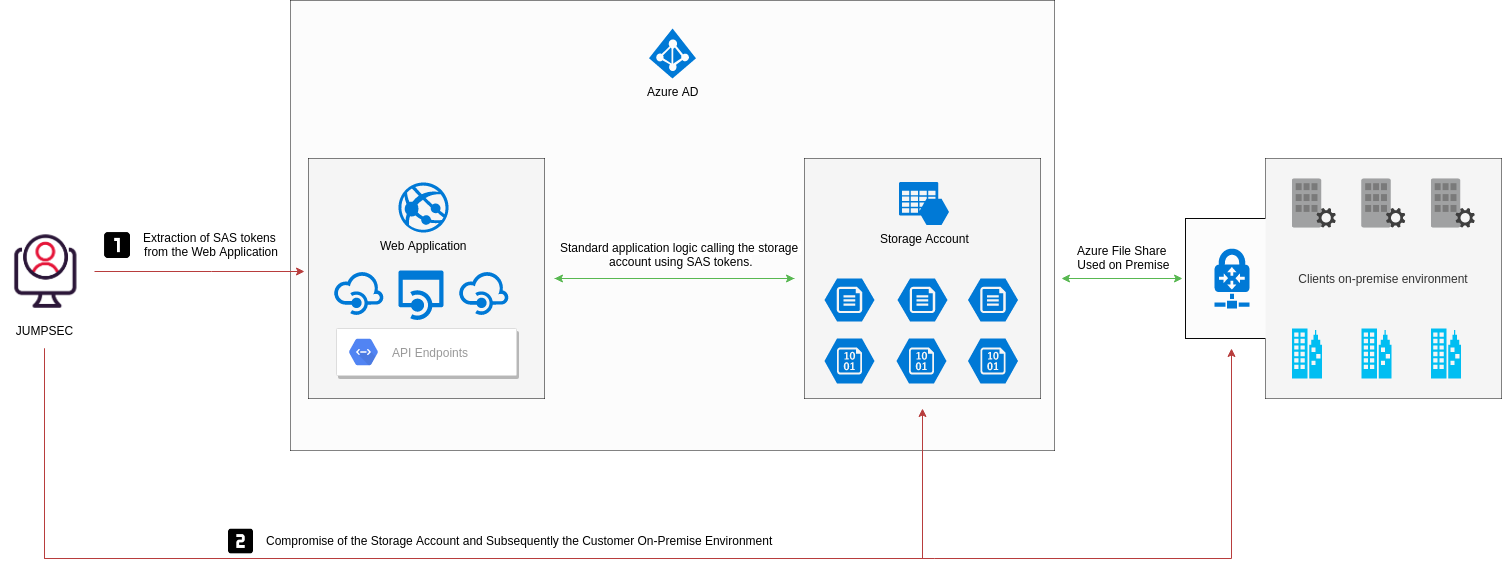 Azure AD
Web Application
Storage Account
1
Extraction of SAS tokens
from the Web Application
Standard application logic calling the storage
account using SAS tokens.
Azure File Share
Used on Premise
Clients on-premise environment
JUMPSEC
API Endpoints
10
01
10
01
10
01
2
Compromise of the Storage Account and Subsequently the Customer On-Premise Environment